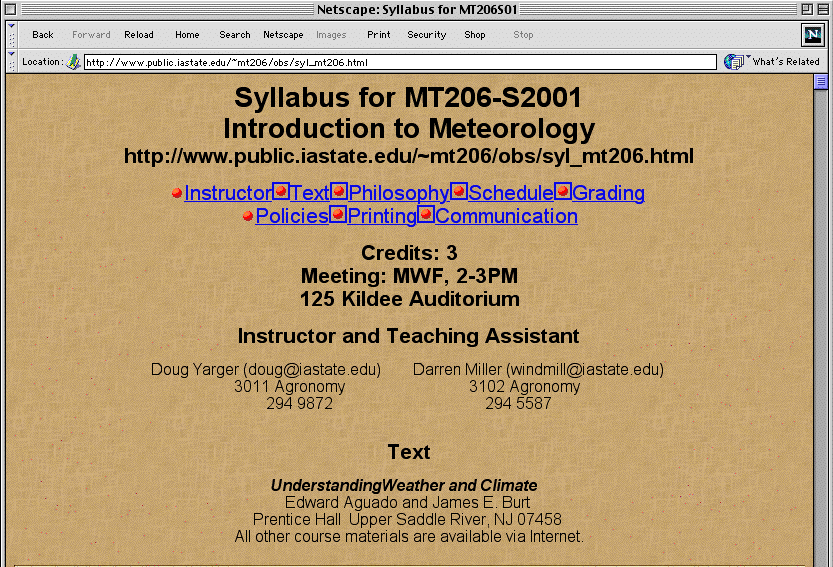 Netscape: Syllabus for MT206S01
Back Forward Reload Home Search Netscape Images Print Security Shop Stop
N
Location: http://www.public.iastate.edu/~mt206/obs/syl_mt206.html What's Related
Syllabus for MT206-S2001
Introduction to Meteorology
http://www.public.iastate.edu/~mt206/obs/syl_mt206.html
Instructor Text Philosophy Schedule Grading
Policies Printing Communication
Credits: 3
Meeting: MWF, 2-3PM
125 Kildee Auditorium
Instructor and Teaching Assistant
Doug Yarger (doug@iastate.edu) Darren Miller (windmill@iastate.edu)
3011 Agronomy 3102 Agronomy
294 9872 294 5587
Text
UnderstandingWeather and Climate
Edward Aguado and James E. Burt
Prentice Hall Upper Saddle River, NJ 07458
All other course materials are available via Internet.